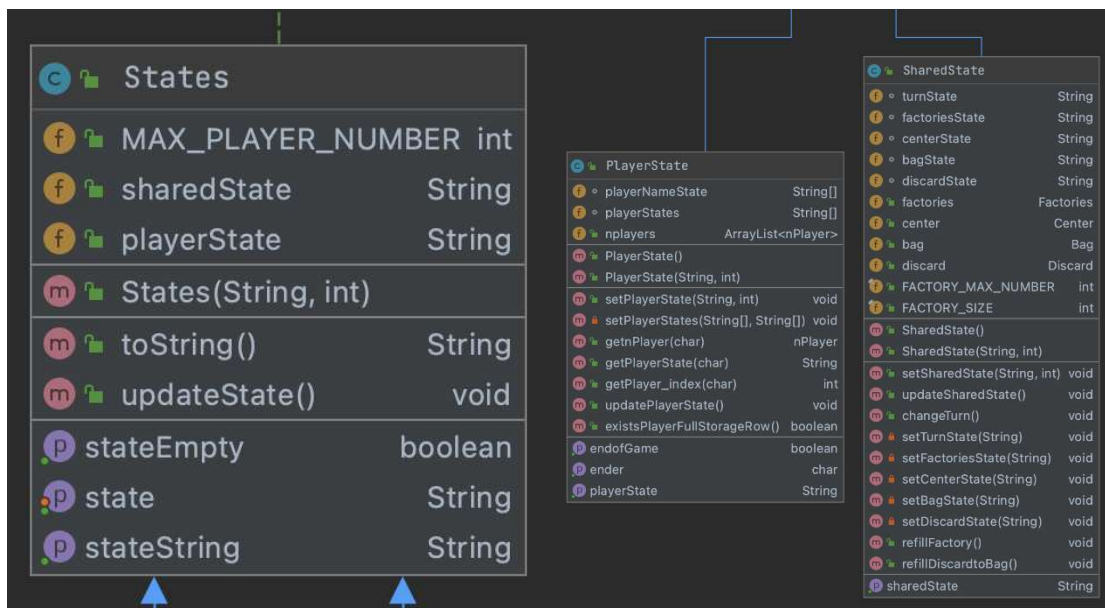 States
MAX_PLAYER_NUMBER int
sharedState String
playerState String
States(String, int)
toString() String
updateState() void
stateEmpty boolean
state String
stateString String
PlayerState
playerNameState String[]
playerStates String[]
nplayers ArrayList<nPlayer>
PlayerState()
PlayerState(String, int)
setPlayerState(String, int) void
setPlayerStates(String[], String[]) void
getnPlayer(char) nPlayer
getPlayerState(char) String
getPlayer_index(char) int
updatePlayerState() void
existsPlayerFullStorageRow() boolean
endofGame boolean
ender char
playerState String
SharedState
turnState String
factoriesState String
centerState String
bagState String
discardState String
factories Factories
center Center
bag Bag
discard Discard
FACTORY_MAX_NUMBER int
FACTORY_SIZE int
SharedState()
SharedState(String, int)
setSharedState(String, int) void
updateSharedState() void
changeTurn() void
setTurnState(String) void
setFactoriesState(String) void
setCenterState(String) void
setBagState(String) void
setDiscardState(String) void
refillFactory() void
refillDiscardtoBag() void
sharedState String